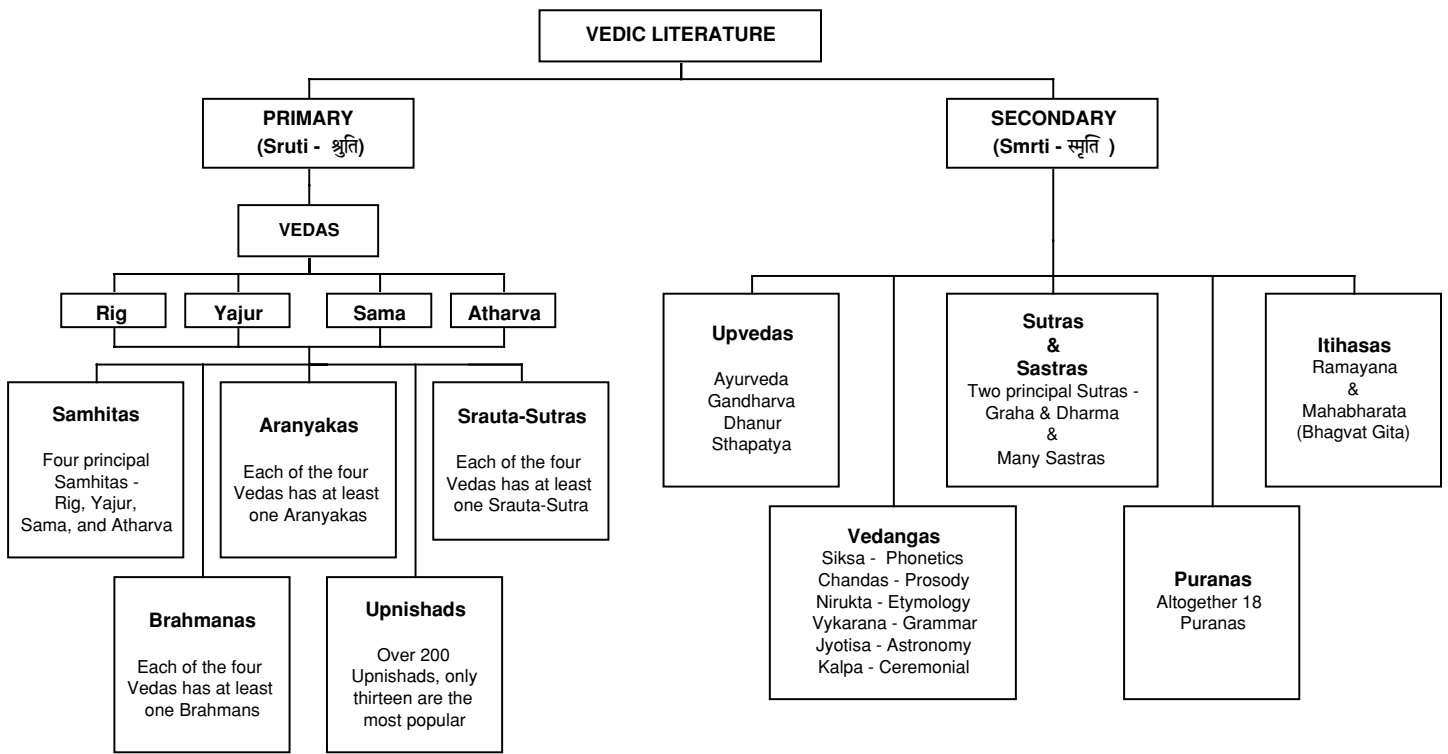 VEDIC LITERATURE
PRIMARY
(Sruti - श्रुति)
SECONDARY
(Smrti - स्मृति )
VEDAS
Rig
Yajur
Sama
Atharva
Samhitas
Four principal
Samhitas -
Rig, Yajur,
Sama, and Atharva
Brahmanas
Each of the four
Vedas has at least
one Brahmans
Aranyakas
Each of the four
Vedas has at least
one Aranyakas
Upnishads
Over 200
Upnishads, only
thirteen are the
most popular
Srauta-Sutras
Each of the four
Vedas has at least
one Srauta-Sutra
Upvedas
Ayurveda
Gandharva
Dhanur
Sthapatya
Vedangas
Siksa - Phonetics
Chandas - Prosody
Nirukta - Etymology
Vykarana - Grammar
Jyotisa - Astronomy
Kalpa - Ceremonial
Sutras
&
Sastras
Two principal Sutras -
Graha & Dharma
&
Many Sastras
Puranas
Altogether 18
Puranas
Itihasas
Ramayana
&
Mahabharata
(Bhagvat Gita)